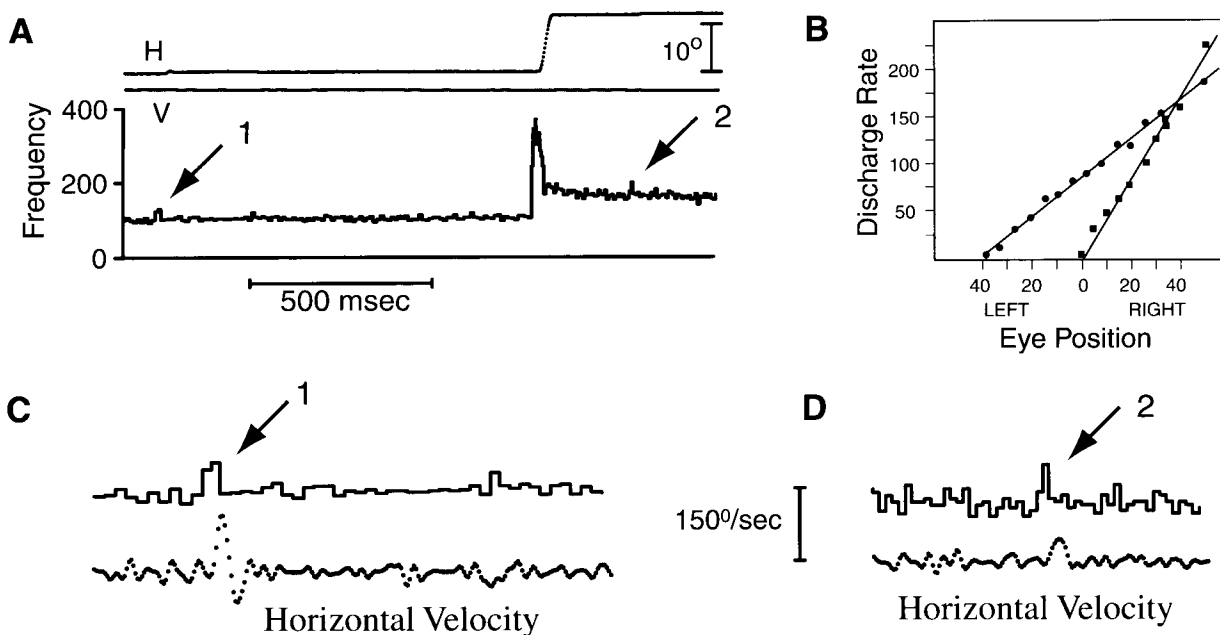 A
H
10°
V
Frequency
400
200
0
1
2
500 msec
B
Discharge Rate
200
150
100
50
40 20 0 20 40
LEFT RIGHT
Eye Position
C
1
Horizontal Velocity
150⁰/sec
D
2
Horizontal Velocity